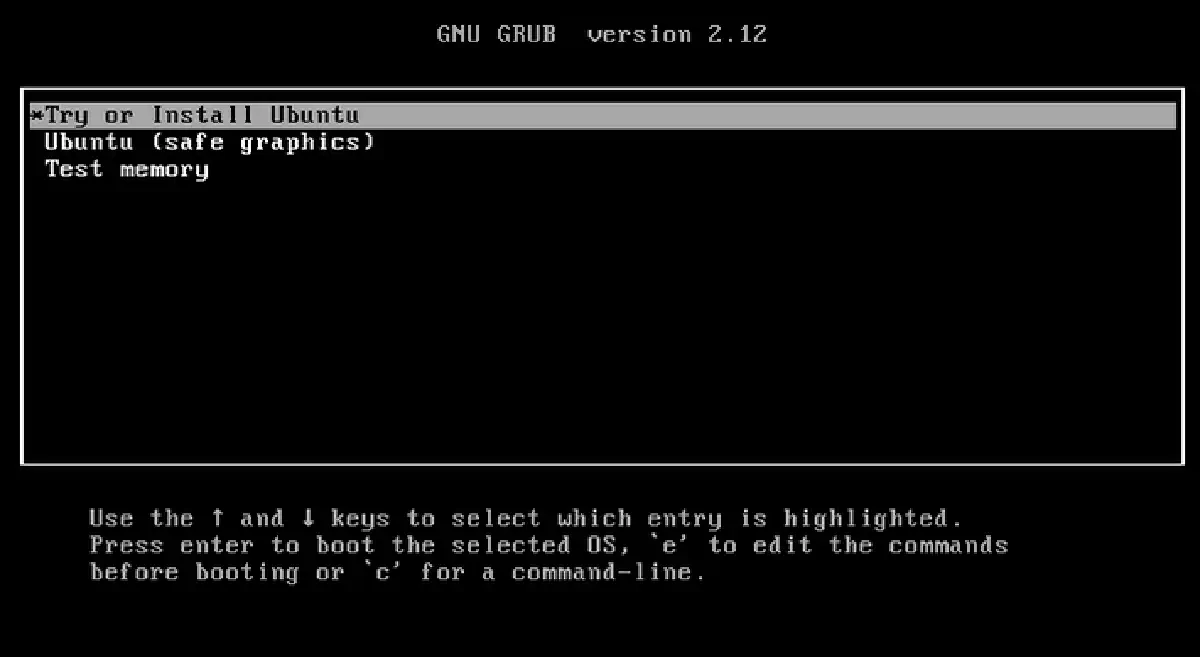 GNU GRUB  version 2.12
*Try or Install Ubuntu
Ubuntu (safe graphics)
Test memory
Use the ↑ and ↓ keys to select which entry is highlighted.
Press enter to boot the selected OS, `e' to edit the commands
before booting or `c' for a command-line.